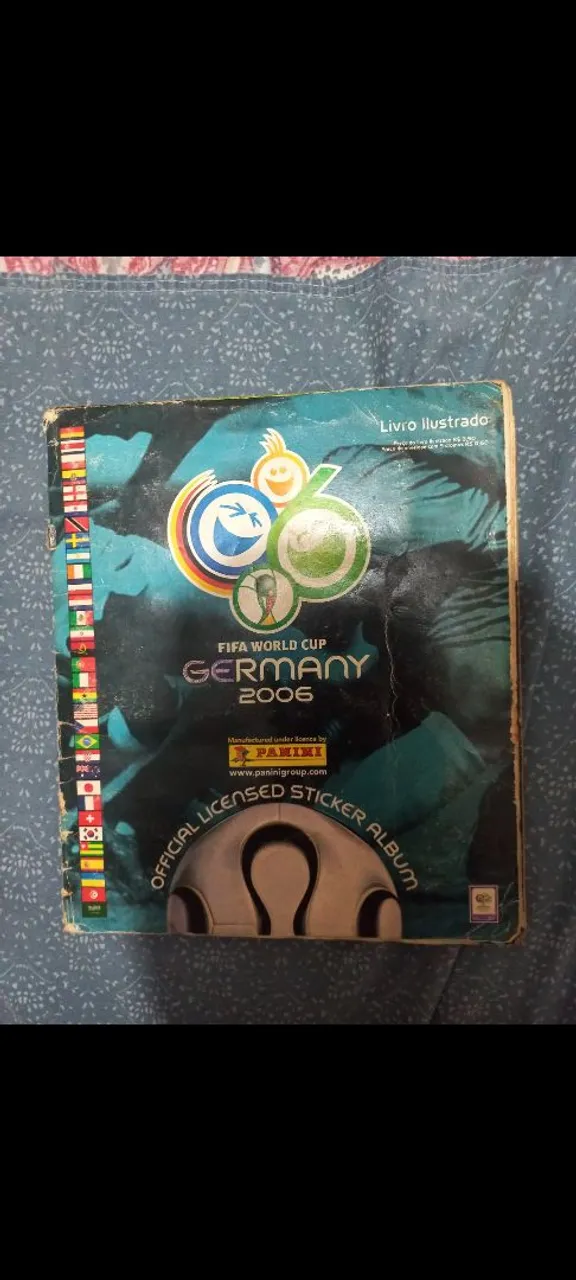 Livro Ilustrado
FIFA WORLD CUP
GERMANY
2006
Manufactured under licence by
PANINI
www.paninigroup.com
OFFICIAL LICENSED STICKER ALBUM